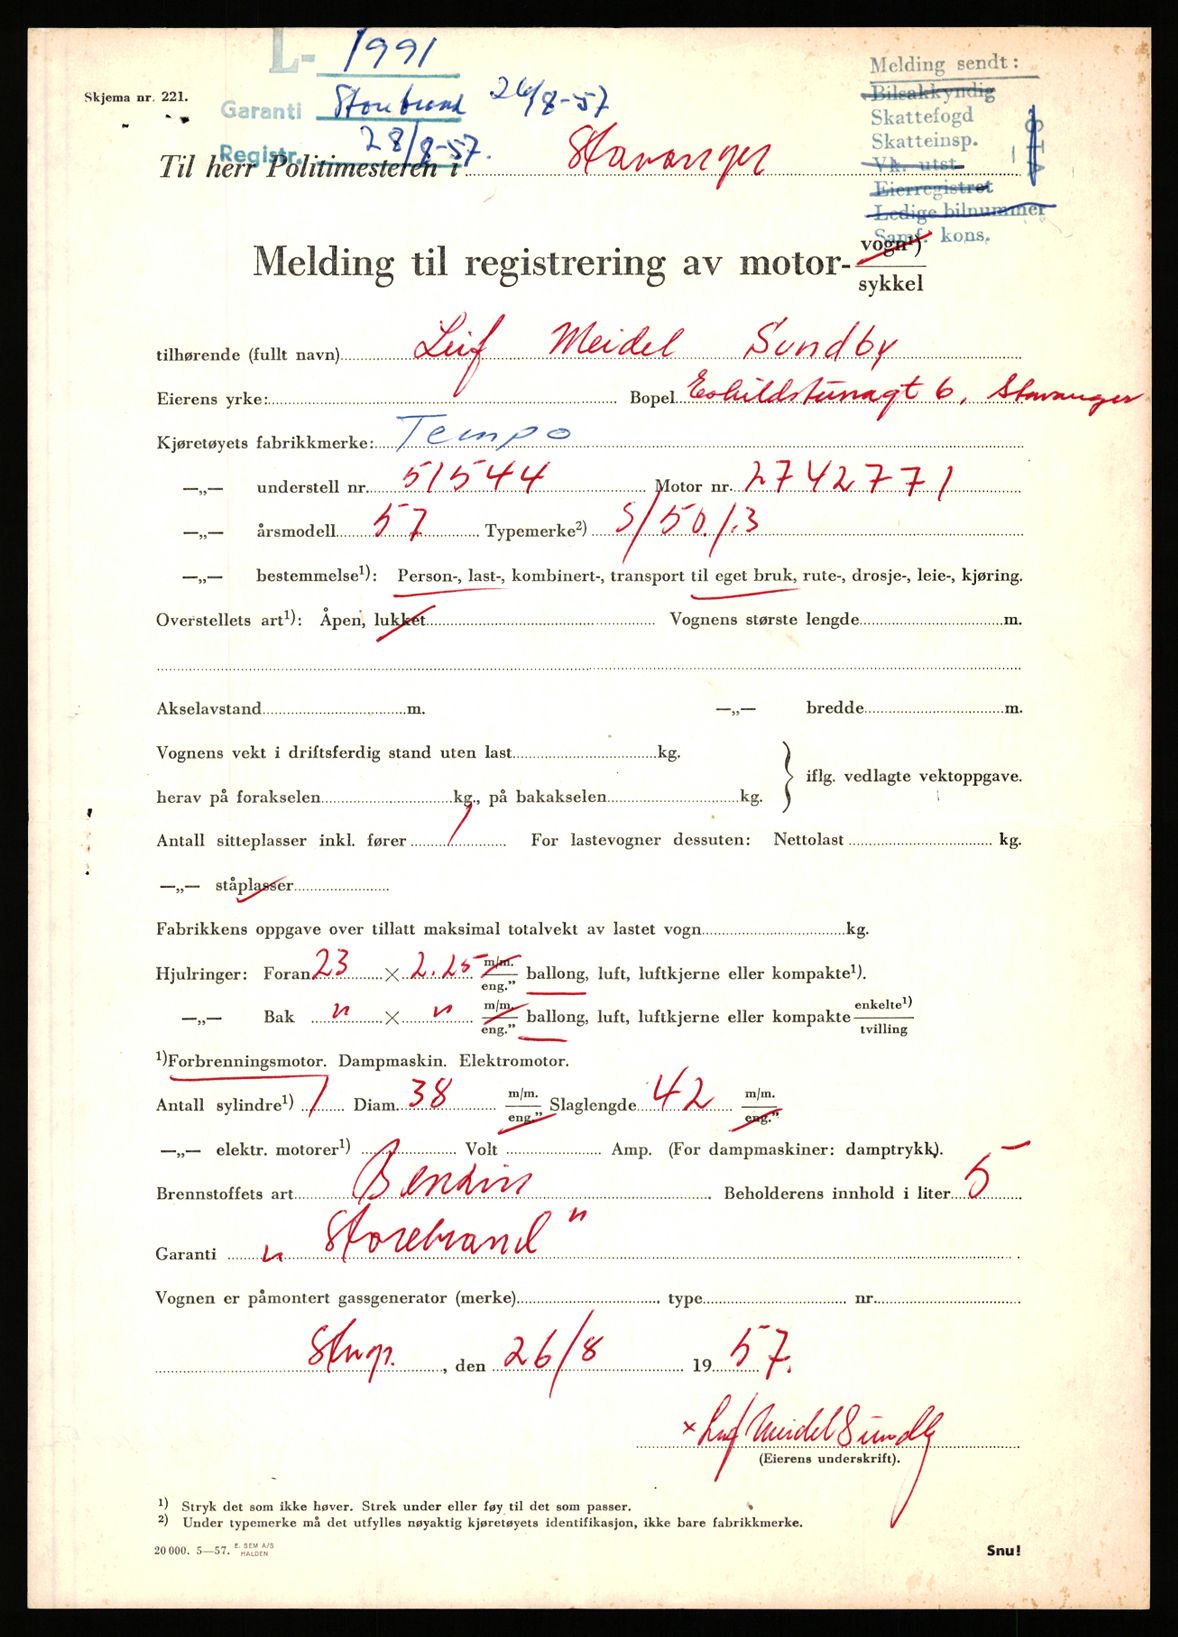 L- 1991
Skjema nr. 221.
Garanti Storebrand 26/8-57
Registr. 28/8-57.
Melding sendt:
Bilsakkyndig
Skattefogd
Skatteinsp.
Vk. utst.
Eierregistret
Ledige bilnummer
Samf. kons.
Til herr Politimesteren i Stavanger
Melding til registrering av motor- vogn¹)
sykkel
tilhørende (fullt navn) Leif Meidel Sundby
Eierens yrke: Bopel 6, Stavanger
Kjøretøyets fabrikkmerke: Tempo
—„— understell nr. 51544 Motor nr. 2742771
—„— årsmodell 57 Typemerke²) S/50/.3
—„— bestemmelse¹): Person-, last-, kombinert-, transport til eget bruk, rute-, drosje-, leie-, kjøring.
Overstellets art¹): Åpen, lukket Vognens største lengde m.
Akselavstand m. —„— bredde m.
Vognens vekt i driftsferdig stand uten last kg.
iflg. vedlagte vektoppgave.
herav på forakselen kg., på bakakselen kg.
Antall sitteplasser inkl. fører 1 For lastevogner dessuten: Nettolast kg.
—„— ståplasser
Fabrikkens oppgave over tillatt maksimal totalvekt av lastet vogn kg.
Hjulringer: Foran 23 × 2.25 m/m. eng.” ballong, luft, luftkjerne eller kompakte¹).
—„— Bak " × " m/m. eng.” ballong, luft, luftkjerne eller kompakte enkelte¹) tvilling
¹)Forbrenningsmotor. Dampmaskin. Elektromotor.
Antall sylindre¹) 1 Diam. 38 m/m. eng.” Slaglengde 42 m/m. eng.”
—„— elektr. motorer¹) Volt Amp. (For dampmaskiner: damptrykk).
Brennstoffets art Bensin Beholderens innhold i liter 5
Garanti " Storebrand "
Vognen er påmontert gassgenerator (merke) type nr.
Stvgr. , den 26/8 19 57.
× Leif Meidel Sundby
(Eierens underskrift).
¹) Stryk det som ikke høver. Strek under eller føy til det som passer.
²) Under typemerke må det utfylles nøyaktig kjøretøyets identifikasjon, ikke bare fabrikkmerke.
20 000. 5—57. E. SEM A/S HALDEN
Snu!